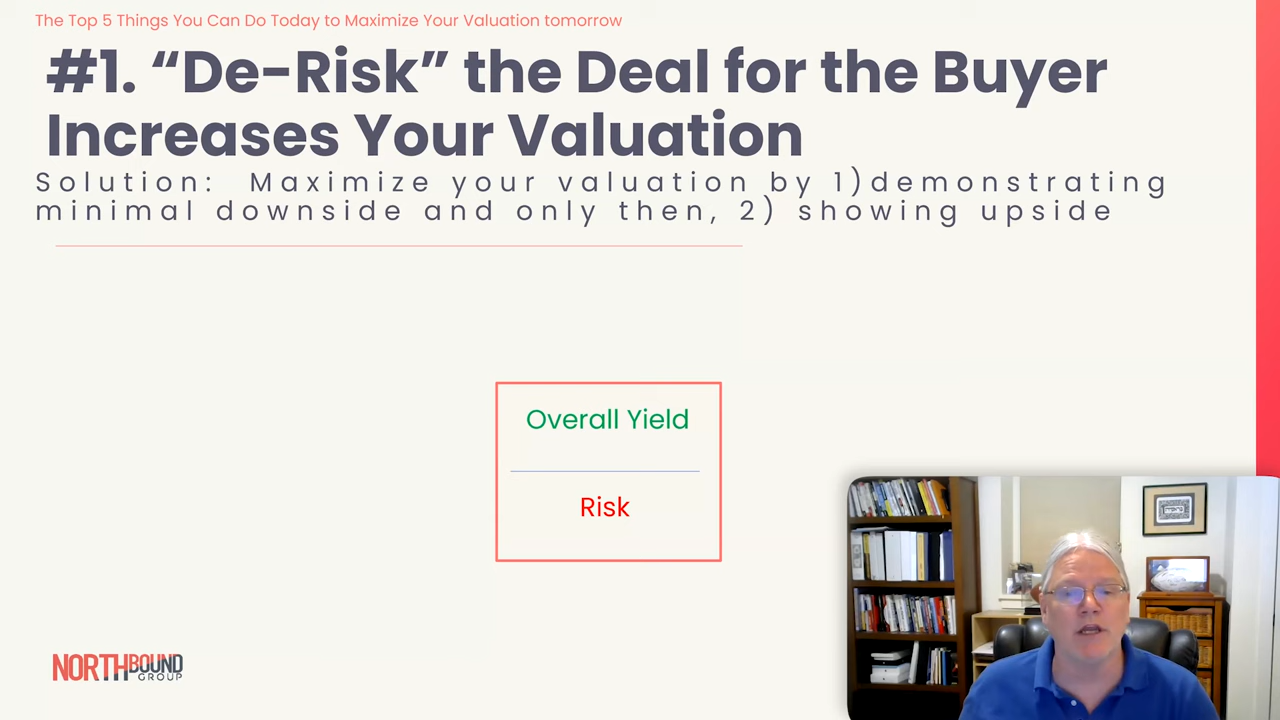 The Top 5 Things You Can Do Today to Maximize Your Valuation tomorrow
#1. “De-Risk” the Deal for the Buyer
Increases Your Valuation
Solution: Maximize your valuation by 1)demonstrating
minimal downside and only then, 2) showing upside
Overall Yield
Risk
NORTHBOUND
GROUP